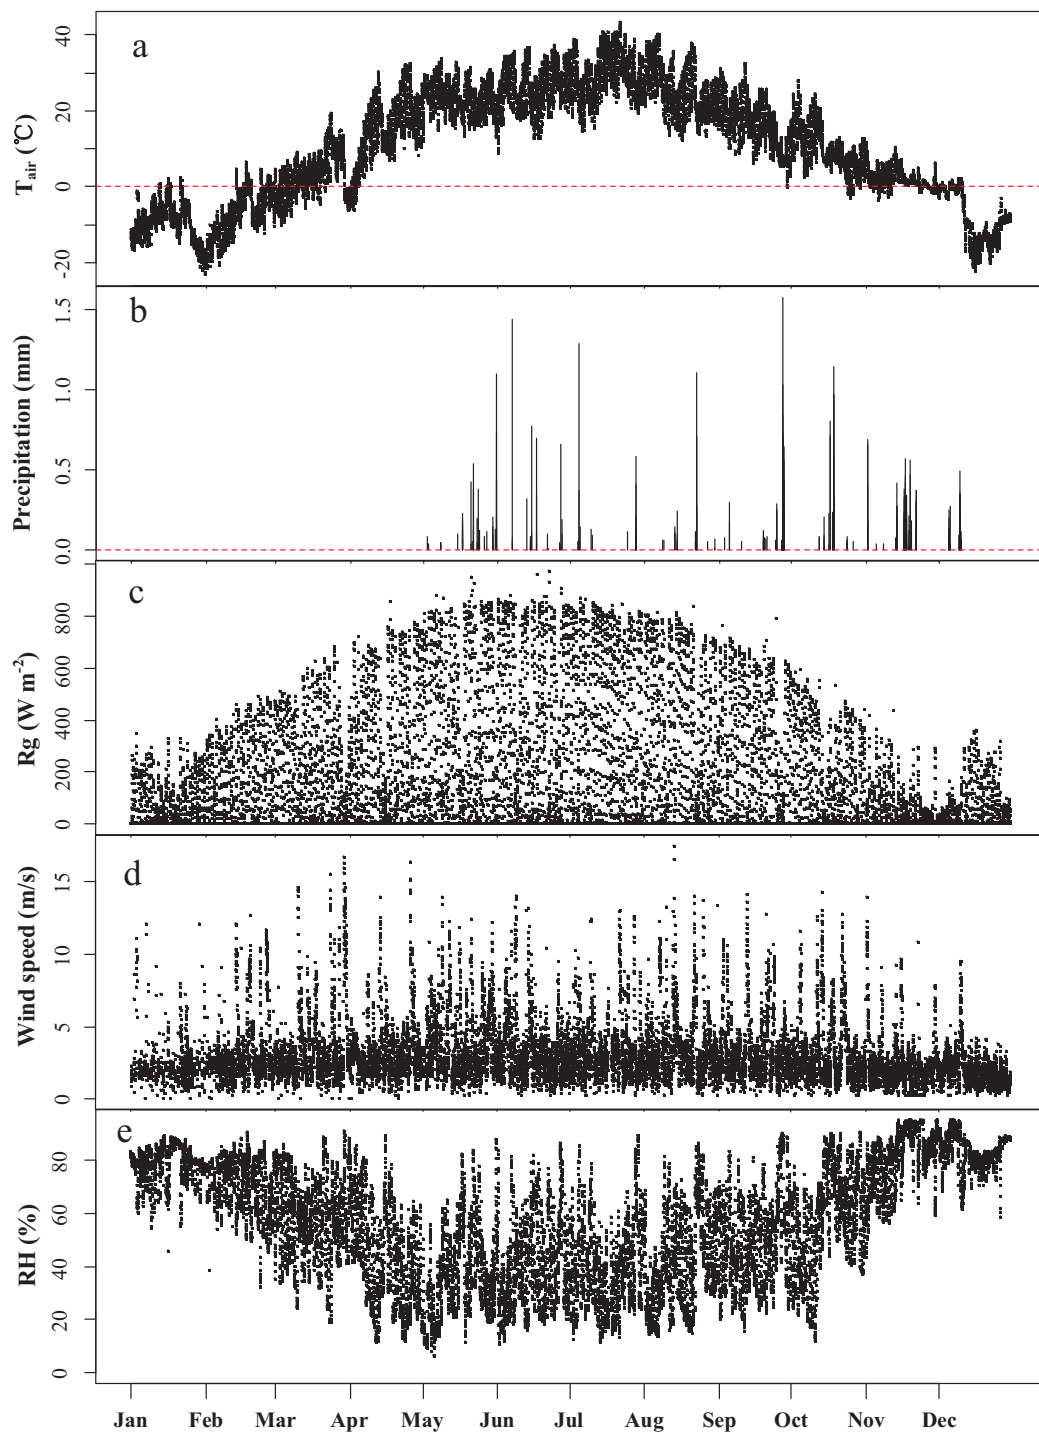 a
T_air (℃)
40
20
0
-20
b
Precipitation (mm)
1.5
1.0
0.5
0.0
c
Rg (W m⁻²)
800
600
400
200
0
d
Wind speed (m/s)
15
10
5
0
e
RH (%)
80
60
40
20
0
Jan Feb Mar Apr May Jun Jul Aug Sep Oct Nov Dec